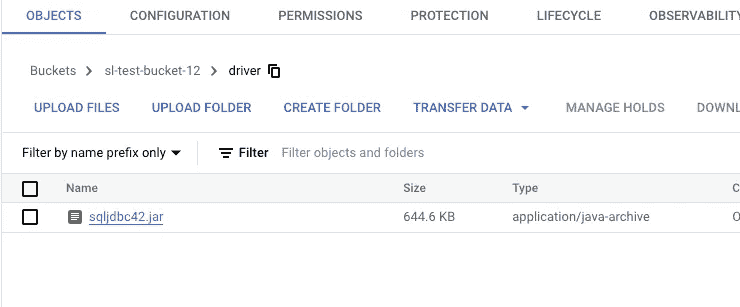 OBJECTS CONFIGURATION PERMISSIONS PROTECTION LIFECYCLE OBSERVABILITY
Buckets > sl-test-bucket-12 > driver
UPLOAD FILES UPLOAD FOLDER CREATE FOLDER TRANSFER DATA MANAGE HOLDS DOWNL
Filter by name prefix only Filter Filter objects and folders
Name Size Type C
sqljdbc42.jar 644.6 KB application/java-archive O